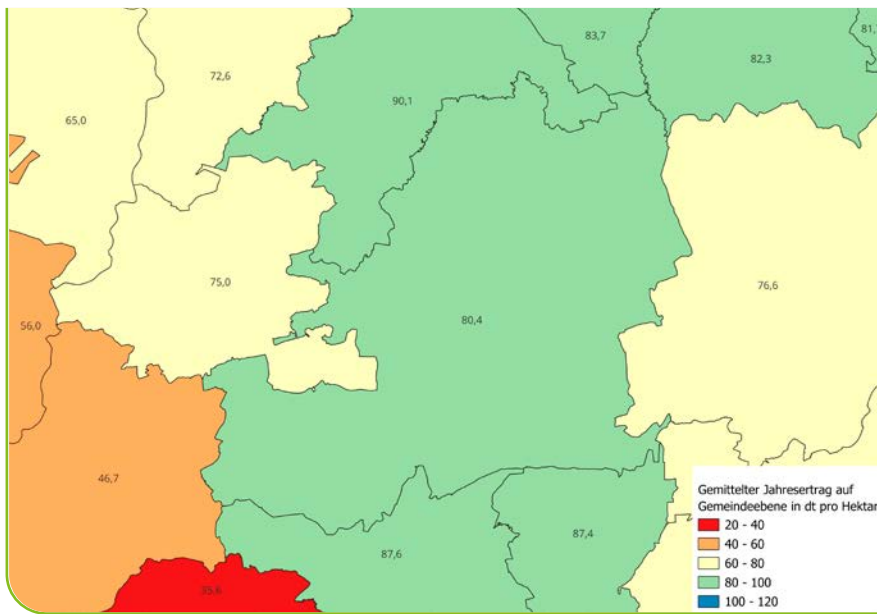 83,7
81,
82,3
72,6
90,1
65,0
75,0
76,6
56,0
80,4
46,7
87,4
87,6
35,6
Gemittelter Jahresertrag auf
Gemeindeebene in dt pro Hektar
20 - 40
40 - 60
60 - 80
80 - 100
100 - 120